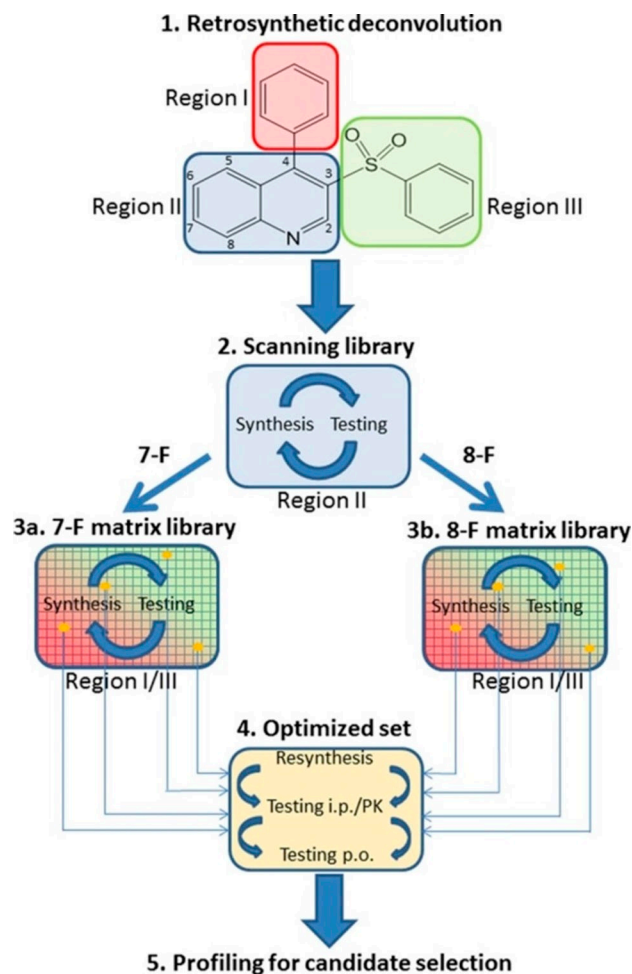 1. Retrosynthetic deconvolution
Region I
O
O
S
4
3
5
6
Region II
7
8
N
2
Region III
2. Scanning library
Synthesis Testing
Region II
7-F
8-F
3a. 7-F matrix library
Synthesis Testing
Region I/III
3b. 8-F matrix library
Synthesis Testing
Region I/III
4. Optimized set
Resynthesis
Testing i.p./PK
Testing p.o.
5. Profiling for candidate selection